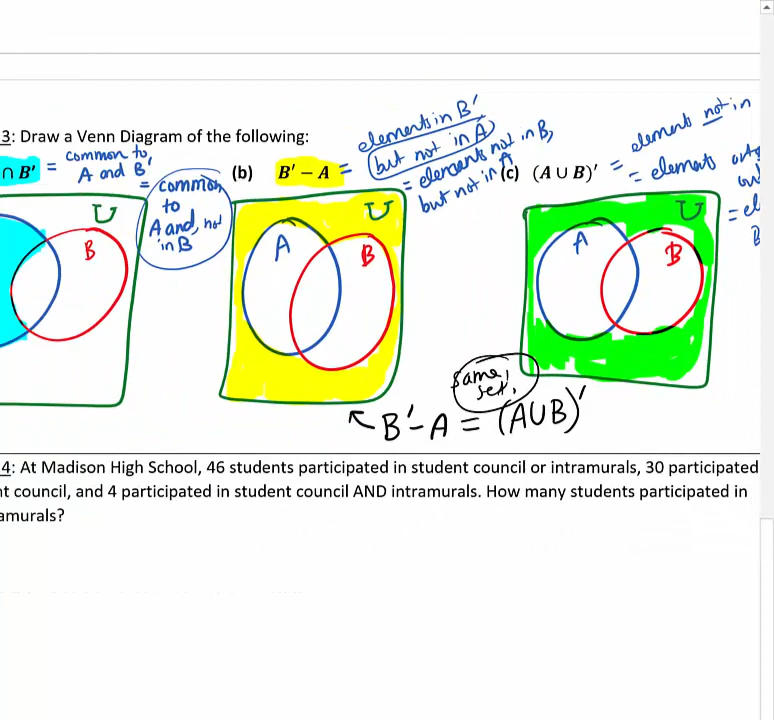 3: Draw a Venn Diagram of the following:
∩ B′ = common to
A and B′
= common
to
A and, not
in B
(b) B′ − A = elements in B′
but not in A
= elements not in B,
but not in A
(c) (A ∪ B)′ = element not in
= elements
= el
B
U
B
U
A
B
U
A
B
same
set.
B′ − A = (A∪B)′
4: At Madison High School, 46 students participated in student council or intramurals, 30 participated
nt council, and 4 participated in student council AND intramurals. How many students participated in
amurals?